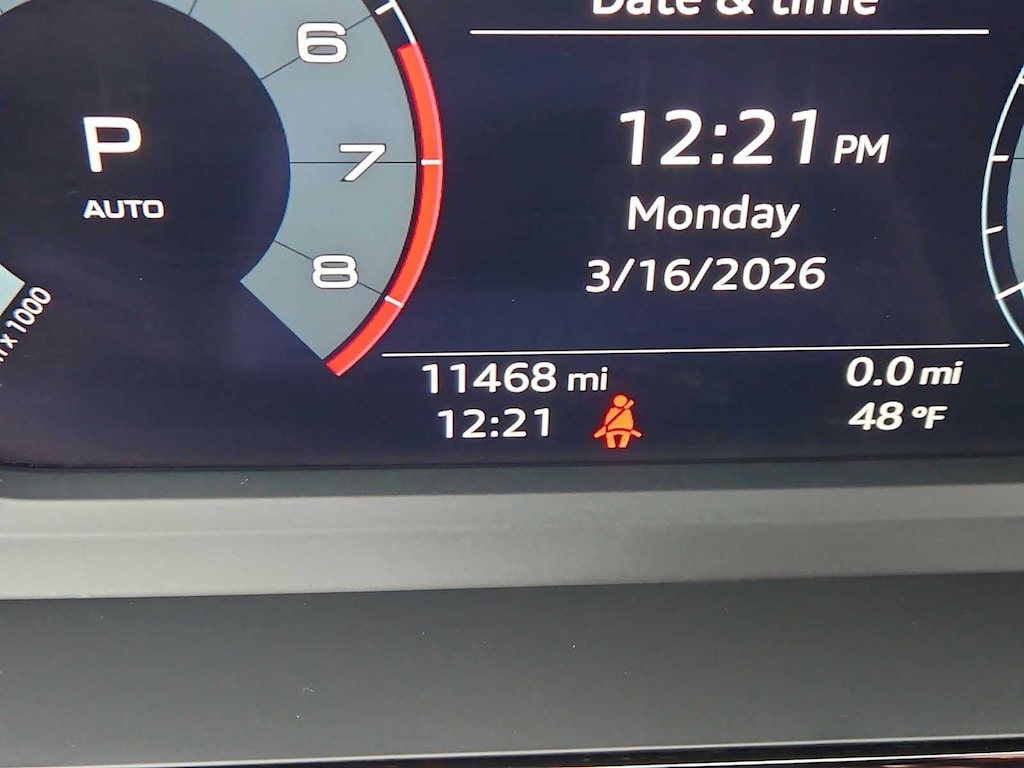 Date & time
6
12:21 PM
P
7
AUTO
Monday
8
3/16/2026
x 1000
11468 mi
0.0 mi
12:21
48 °F